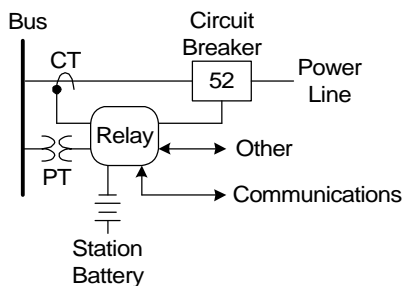 Bus
CT
Circuit
Breaker
52
Power
Line
Relay
PT
Other
Communications
Station
Battery